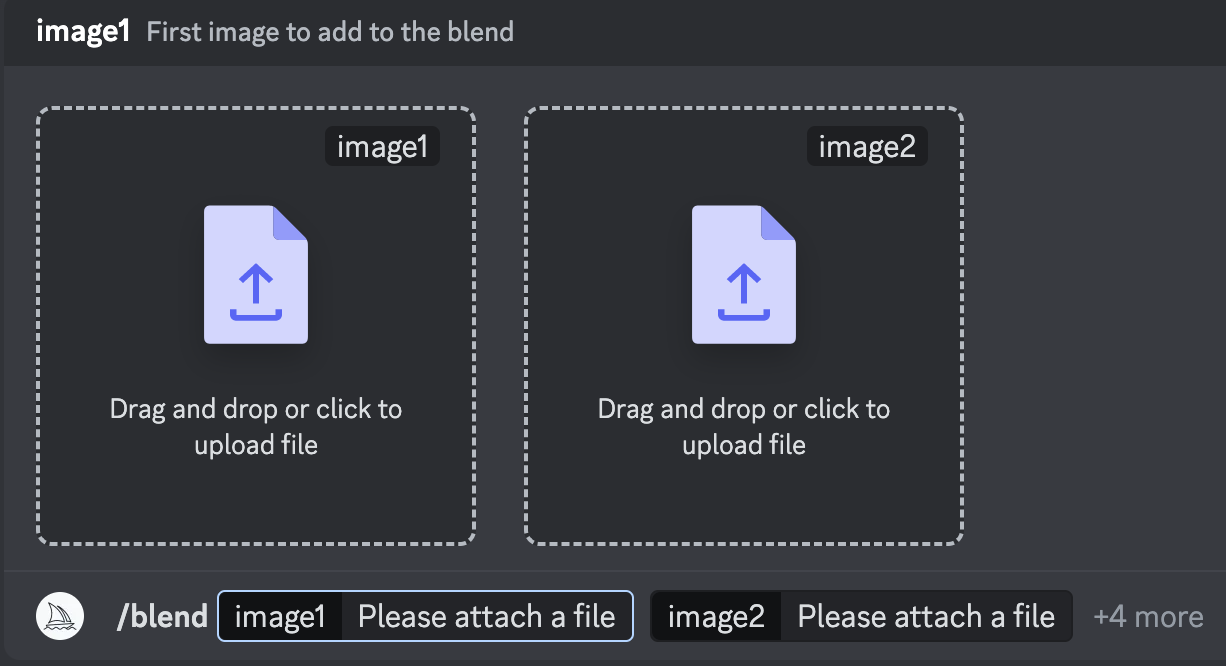 image1 First image to add to the blend
image1
image2
Drag and drop or click to
upload file
Drag and drop or click to
upload file
/blend image1 Please attach a file image2 Please attach a file +4 more